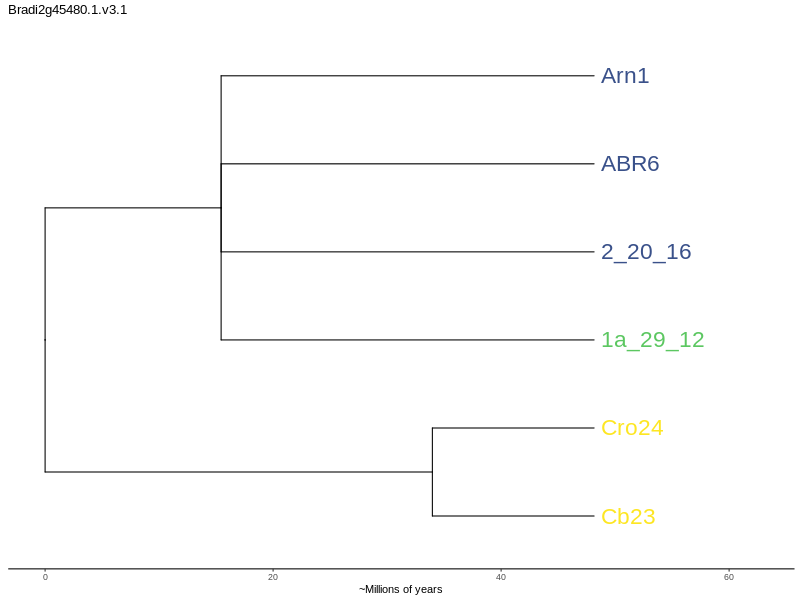 Bradi2g45480.1.v3.1
Arn1
ABR6
2_20_16
1a_29_12
Cro24
Cb23
0 20 40 60
~Millions of years